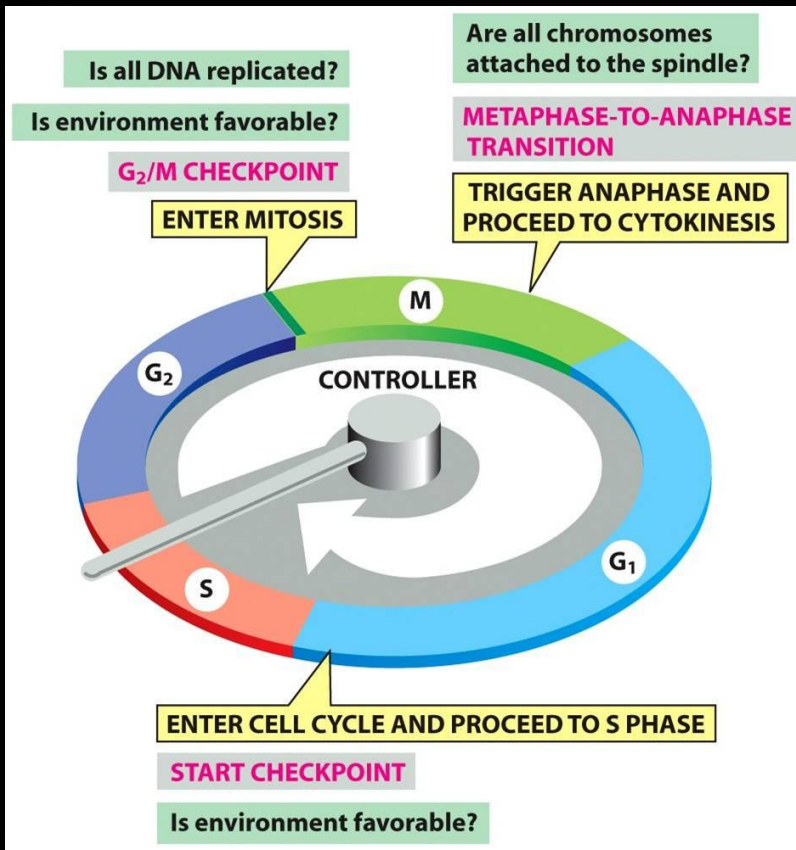 Is all DNA replicated?
Is environment favorable?
G₂/M CHECKPOINT
ENTER MITOSIS
Are all chromosomes
attached to the spindle?
METAPHASE-TO-ANAPHASE
TRANSITION
TRIGGER ANAPHASE AND
PROCEED TO CYTOKINESIS
M
G₂
CONTROLLER
G₁
S
ENTER CELL CYCLE AND PROCEED TO S PHASE
START CHECKPOINT
Is environment favorable?